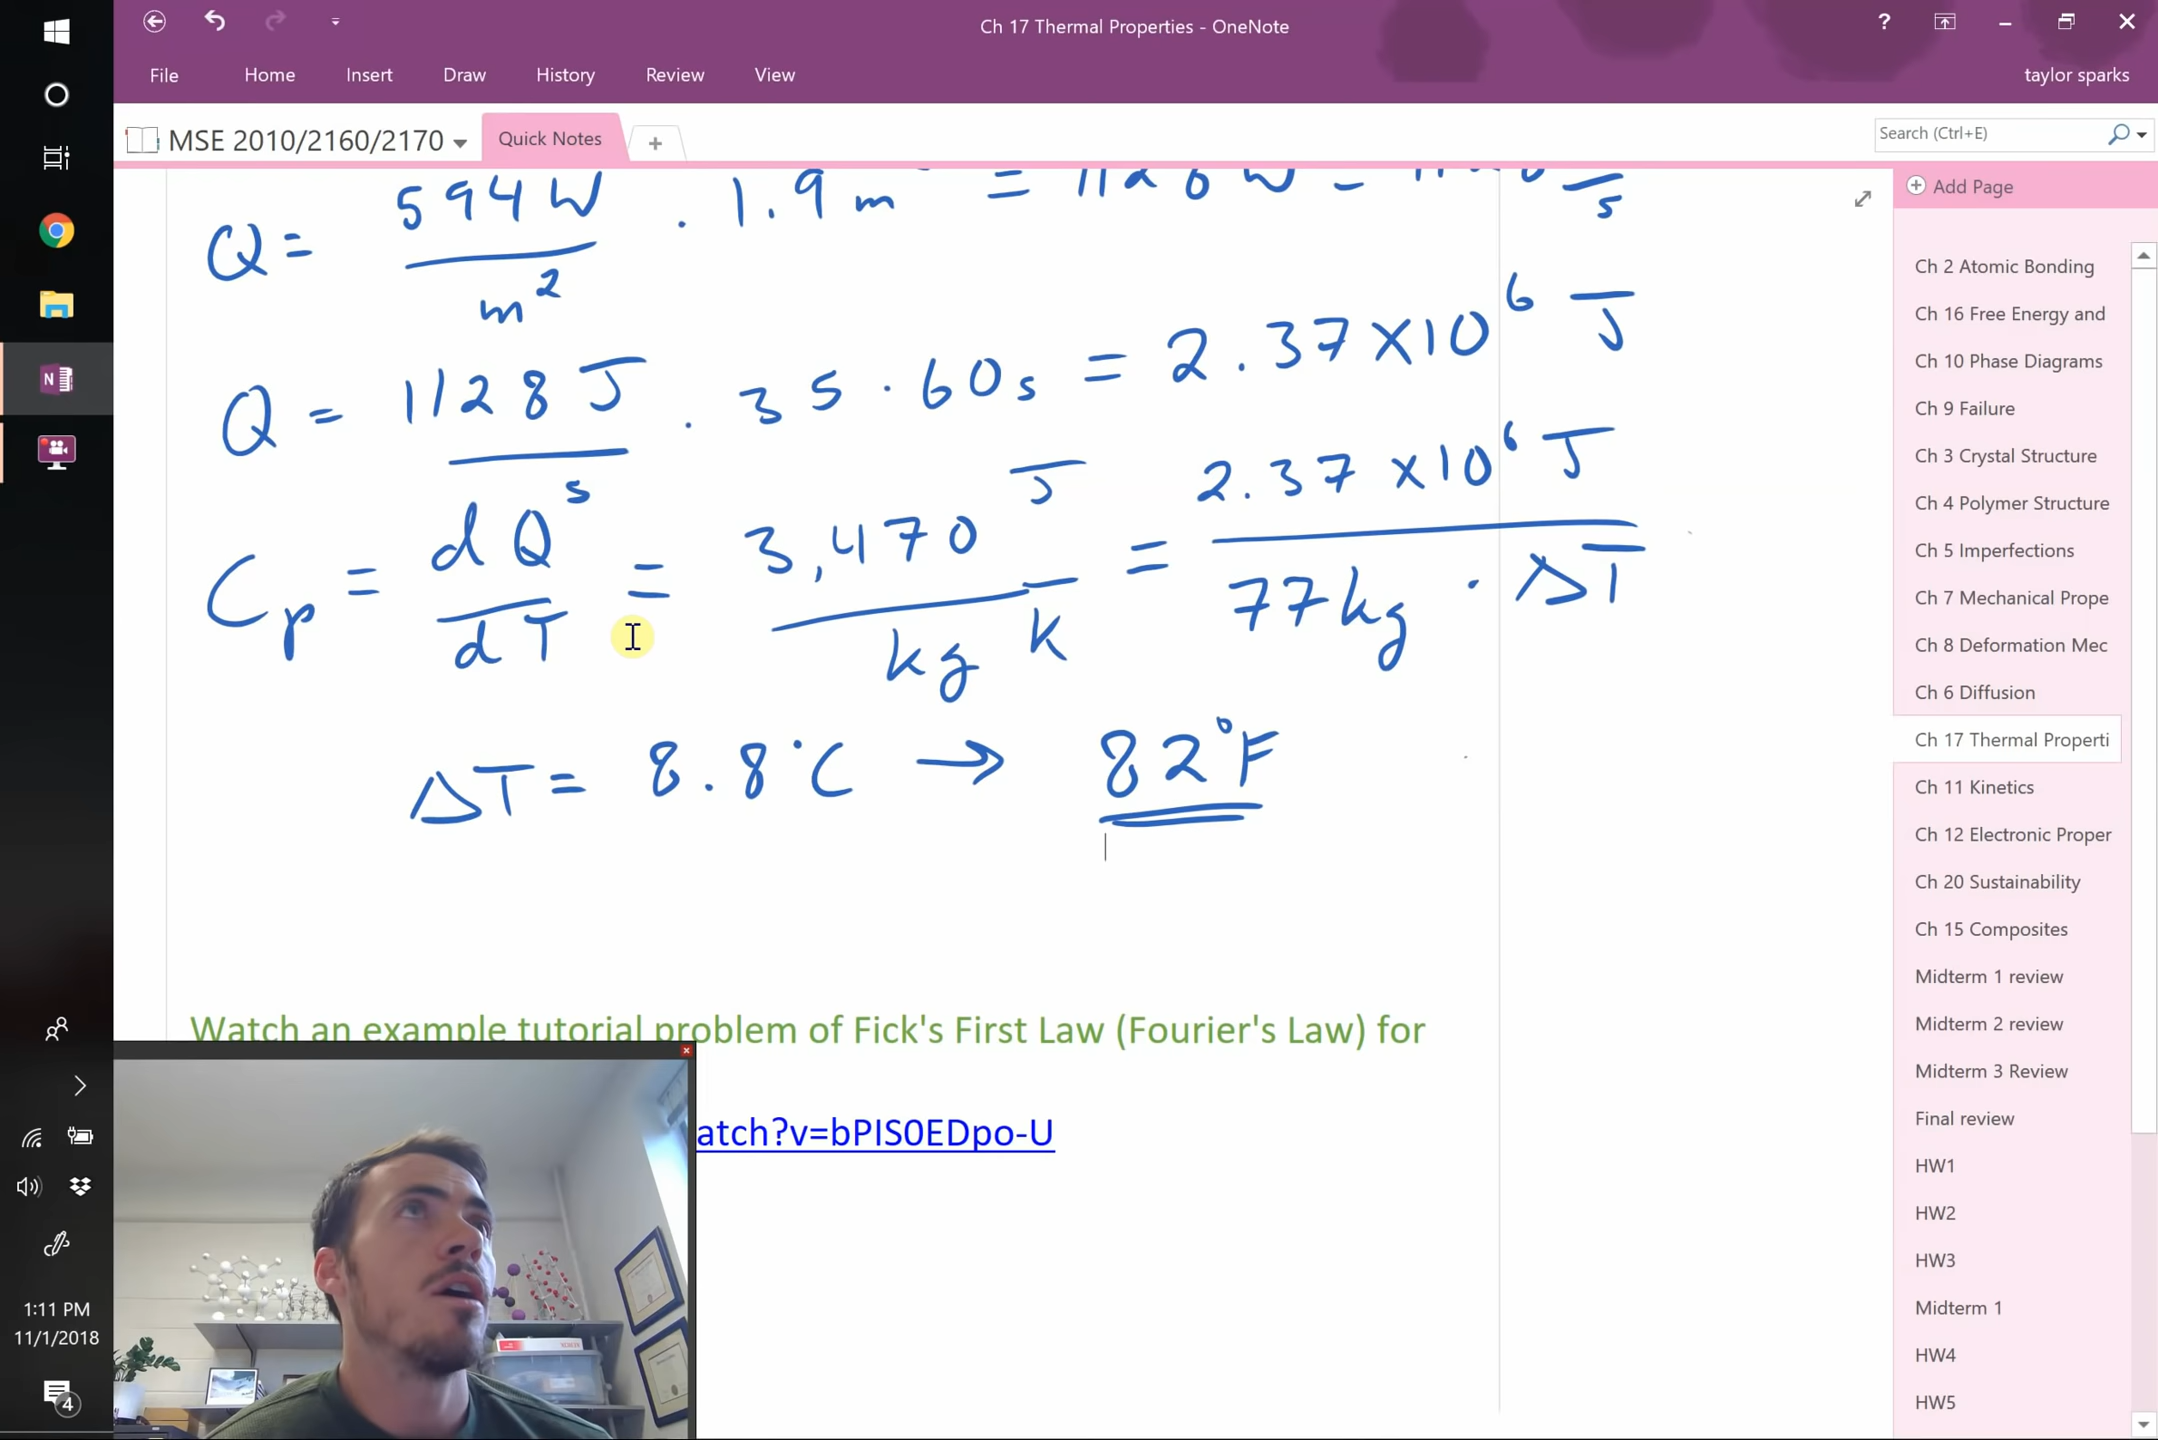 Ch 17 Thermal Properties - OneNote
?
File Home Insert Draw History Review View
taylor sparks
MSE 2010/2160/2170
Quick Notes
+
Search (Ctrl+E)
Add Page
Ch 2 Atomic Bonding
Ch 16 Free Energy and
Ch 10 Phase Diagrams
Ch 9 Failure
Ch 3 Crystal Structure
Ch 4 Polymer Structure
Ch 5 Imperfections
Ch 7 Mechanical Prope
Ch 8 Deformation Mec
Ch 6 Diffusion
Ch 17 Thermal Properti
Ch 11 Kinetics
Ch 12 Electronic Proper
Ch 20 Sustainability
Ch 15 Composites
Midterm 1 review
Midterm 2 review
Midterm 3 Review
Final review
HW1
HW2
HW3
Midterm 1
HW4
HW5
Q = 594 W / m² · 1.9 m = 1128 W = / s
Q = 1128 J / s · 35 · 60 s = 2.37 × 10⁶ J
Cp = dQ / dT = 3,470 J / kg K = 2.37 × 10⁶ J / 77 kg · ΔT
ΔT = 8.8°C → 82°F
Watch an example tutorial problem of Fick's First Law (Fourier's Law) for
atch?v=bPIS0EDpo-U
N
1:11 PM
11/1/2018
4